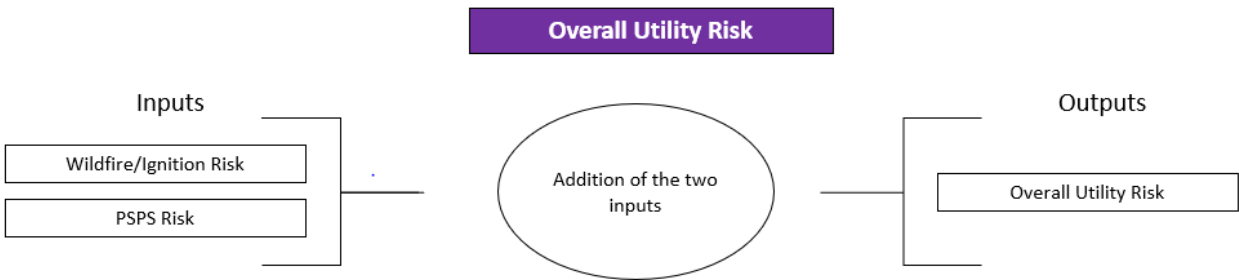 Overall Utility Risk
Inputs
Wildfire/Ignition Risk
PSPS Risk
Addition of the two
inputs
Outputs
Overall Utility Risk